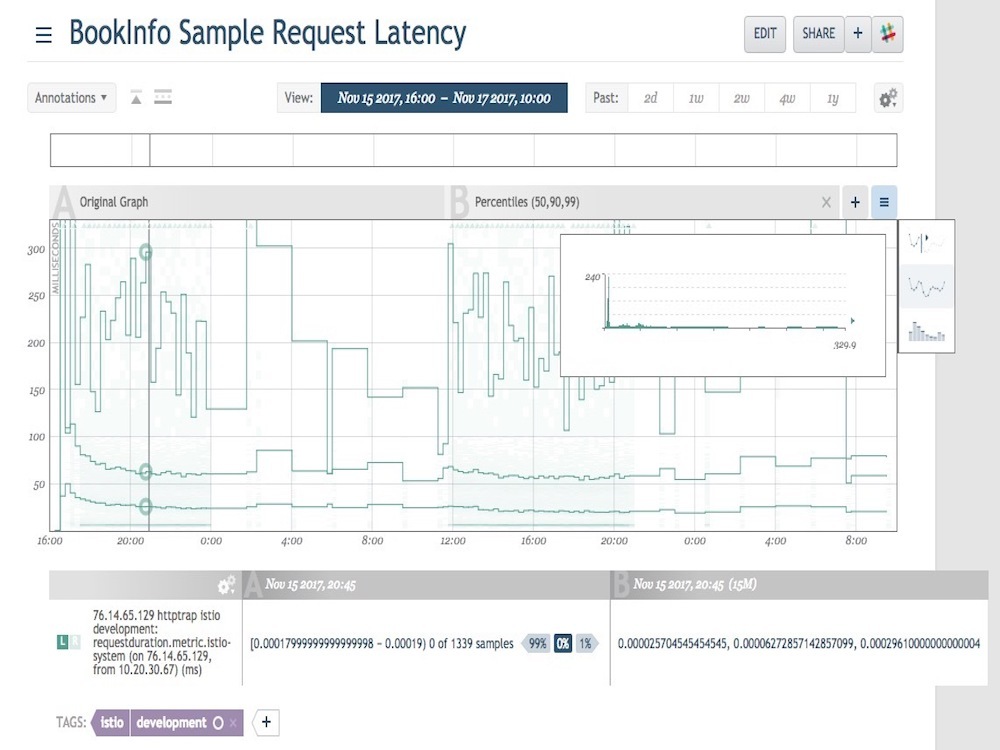 BookInfo Sample Request Latency
EDIT SHARE +
Annotations ▾ View: Nov 15 2017, 16:00 – Nov 17 2017, 10:00 Past: 2d 1w 2w 4w 1y
A Original Graph B Percentiles (50,90,99) X + ≡
MILLISECONDS
300
250
200
150
100
50
240
329.9
16:00 20:00 0:00 4:00 8:00 12:00 16:00 20:00 0:00 4:00 8:00
A Nov 15 2017, 20:45 B Nov 15 2017, 20:45 (15M)
L R
76.14.65.129 httptrap istio
development:
requestduration.metric.istio-
system (on 76.14.65.129,
from 10.20.30.67) (ms)
[0.00017999999999999998 – 0.00019) 0 of 1339 samples 99% 0% 1%
0.000025704545454545, 0.00006272857142857099, 0.00029610000000000004
TAGS: istio development x +